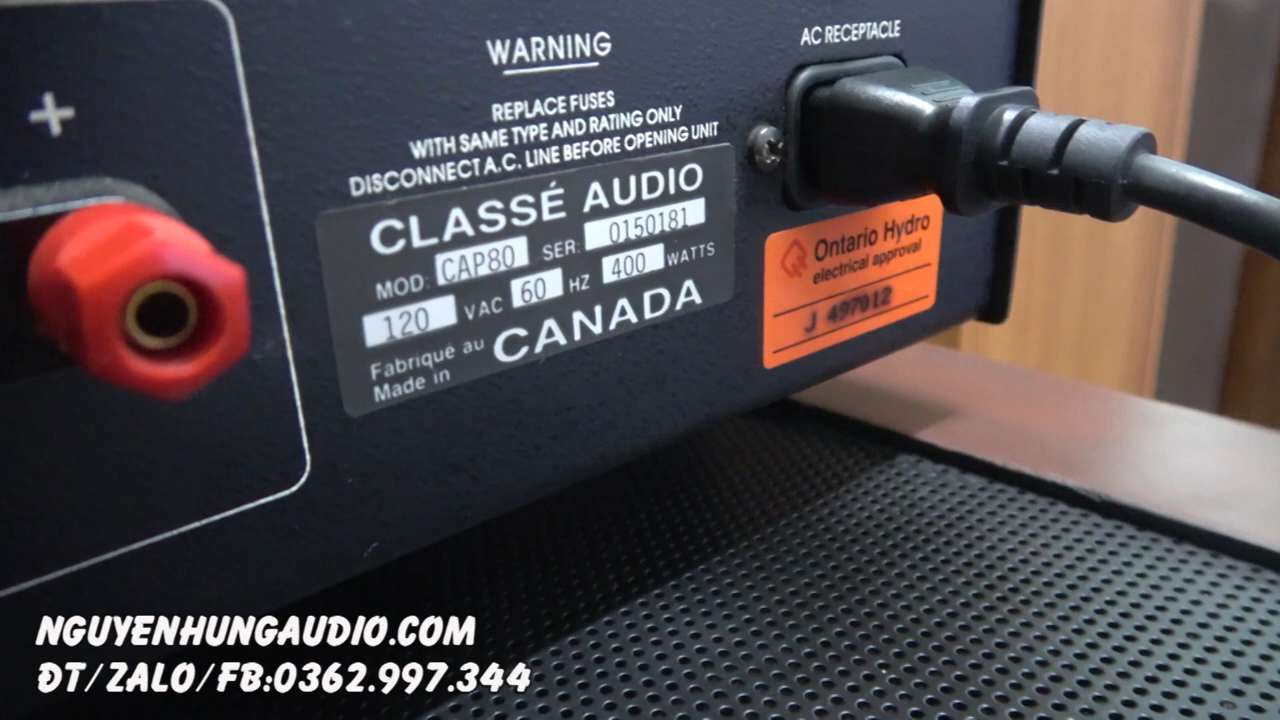 +
WARNING
REPLACE FUSES
WITH SAME TYPE AND RATING ONLY
DISCONNECT A.C. LINE BEFORE OPENING UNIT
AC RECEPTACLE
CLASSÉ AUDIO
MOD: CAP80 SER: 0150181
120 VAC 60 HZ 400 WATTS
Fabriqué au
Made in
CANADA
Ontario Hydro
electrical approval
J 497012
NGUYENHUNGAUDIO.COM
ĐT/ZALO/FB:0362.997.344